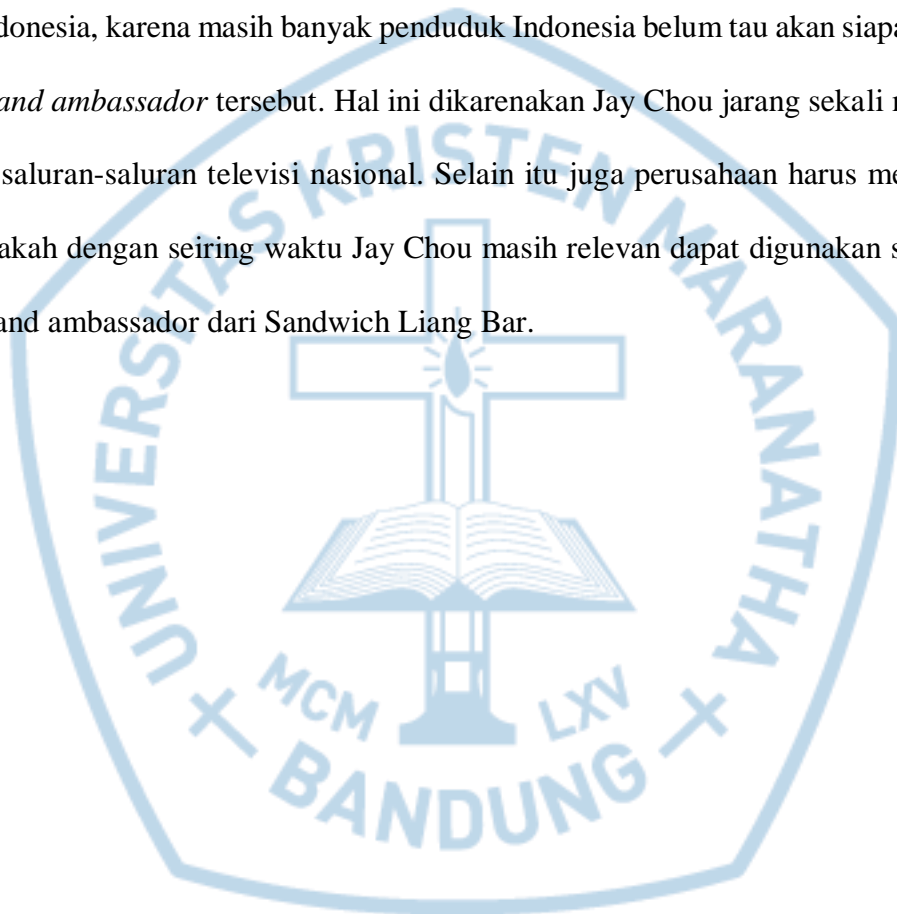 donesia, karena masih banyak penduduk Indonesia belum tau akan siapa
and ambassador tersebut. Hal ini dikarenakan Jay Chou jarang sekali
saluran-saluran televisi nasional. Selain itu juga perusahaan harus me
akah dengan seiring waktu Jay Chou masih relevan dapat digunakan s
and ambassador dari Sandwich Liang Bar.
UNIVERSITAS KRISTEN MARANATHA
MCM LXV
BANDUNG